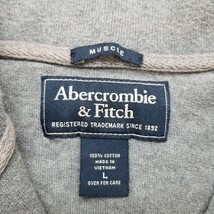 MUSCLE
Abercrombie
& Fitch
REGISTERED TRADEMARK SINCE 1892
100% COTTON
MADE IN
VIETNAM
L
OVER FOR CARE